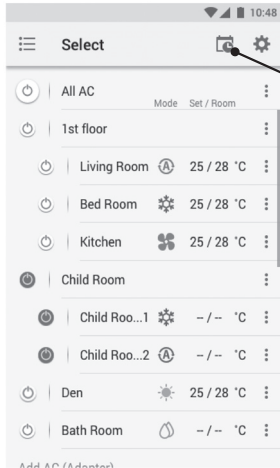 10:48
Select
All AC
Mode Set / Room
1st floor
Living Room A 25 / 28 °C
Bed Room 25 / 28 °C
Kitchen 25 / 28 °C
Child Room
Child Roo...1 -- / -- °C
Child Roo...2 A -- / -- °C
Den 25 / 28 °C
Bath Room -- / -- °C
Add AC (Adapter)